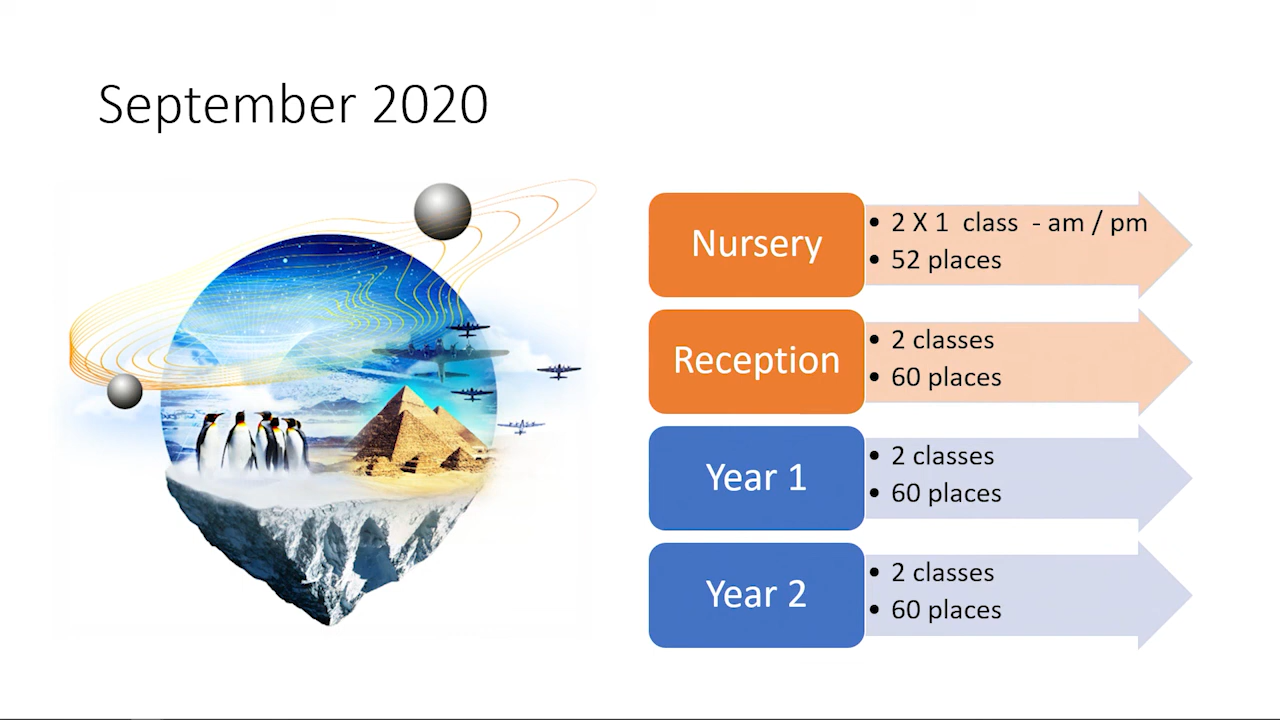 September 2020
Nursery
• 2 X 1 class - am / pm
• 52 places
Reception
• 2 classes
• 60 places
Year 1
• 2 classes
• 60 places
Year 2
• 2 classes
• 60 places